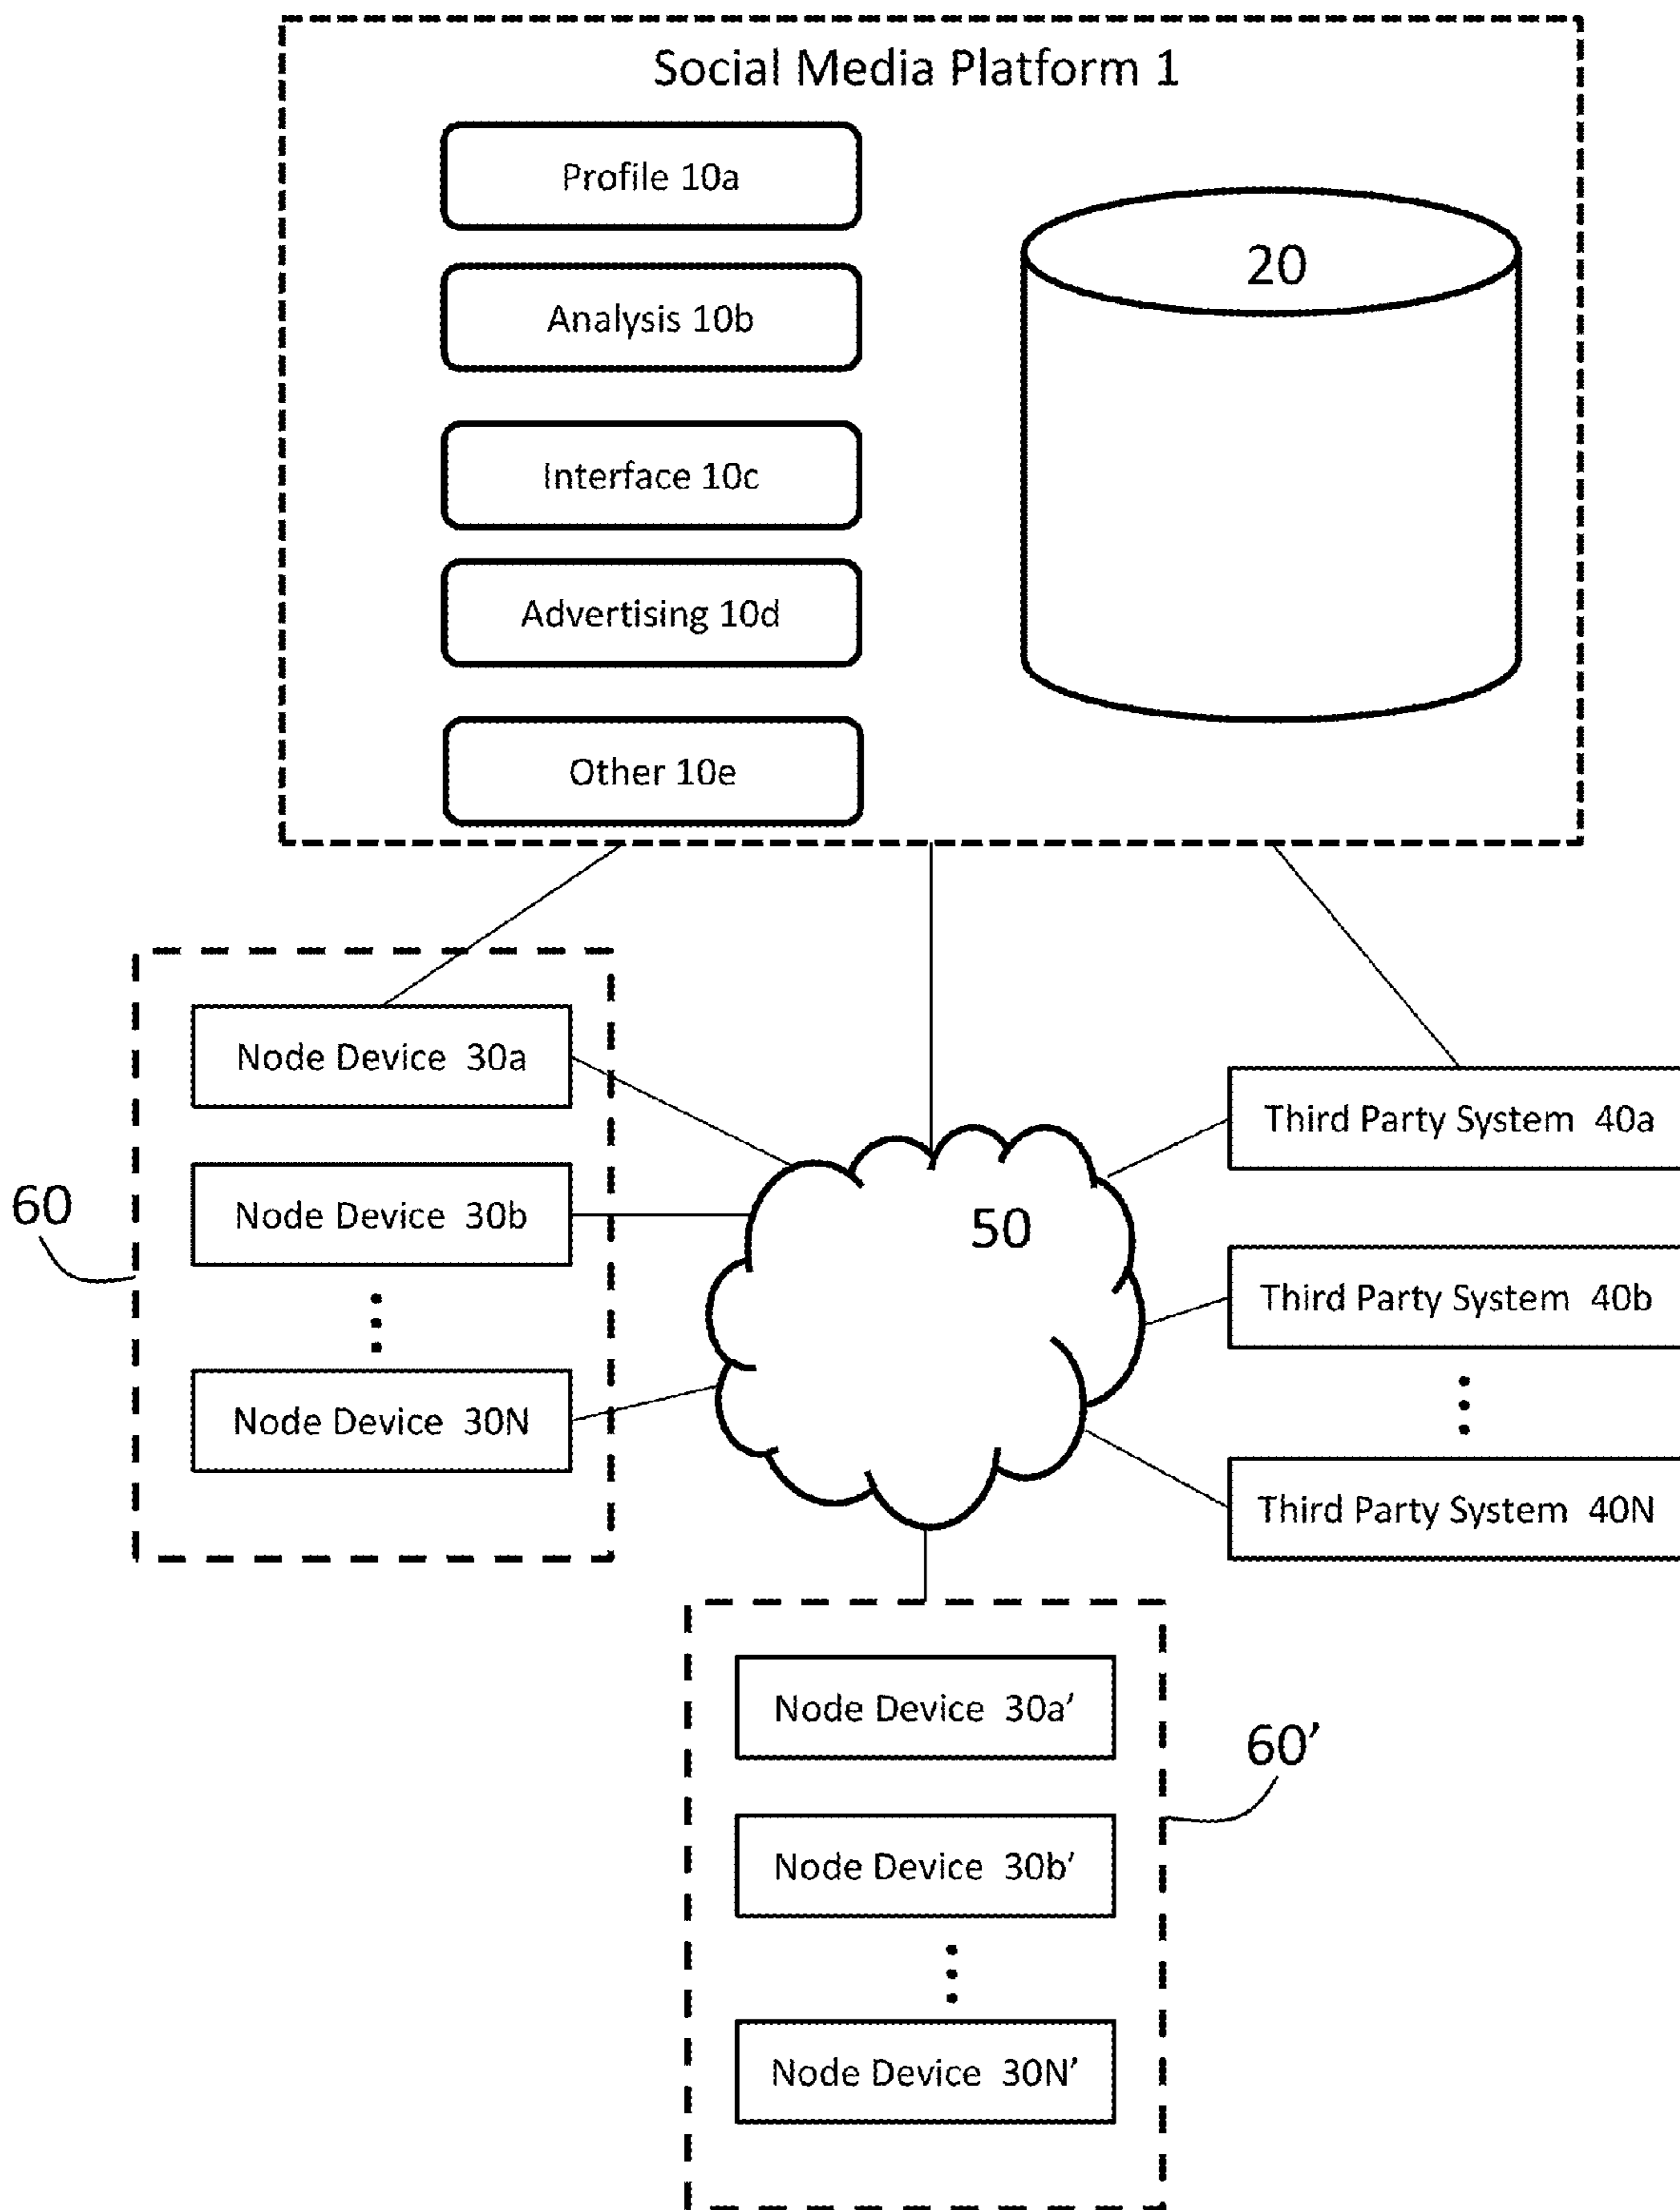 Social Media Platform 1
Profile 10a
20
Analysis 10b
Interface 10c
Advertising 10d
Other 10e
Node Device 30a
Third Party System 40a
60
Node Device 30b
50
Third Party System 40b
Node Device 30N
Third Party System 40N
Node Device 30a’
60’
Node Device 30b’
Node Device 30N’